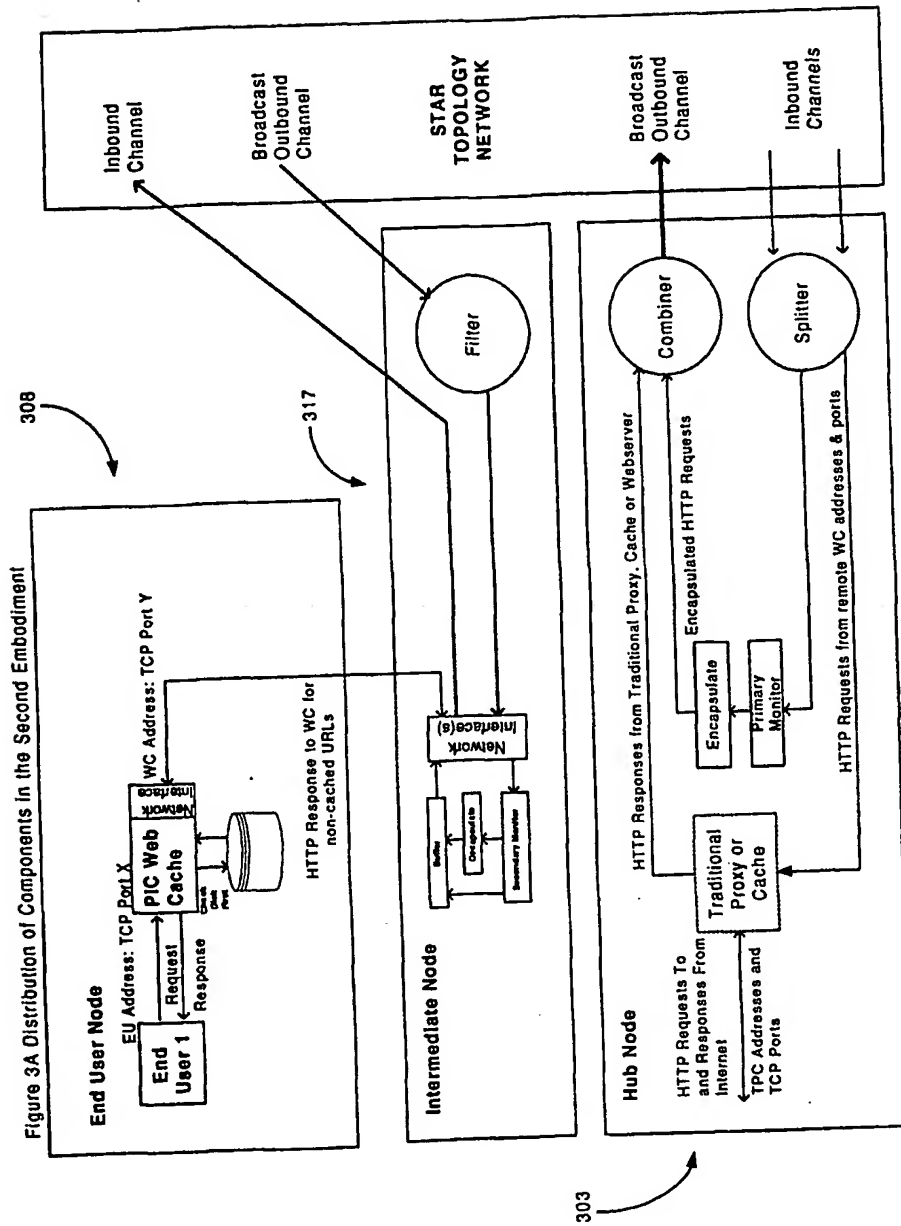 Figure 3A Distribution of Components in the Second Embodiment
308
End User Node
EU Address: TCP Port X
WC Address: TCP Port Y
End
User 1
Request
Response
PIC Web
Cache
Network
Interface
Check
Disk
First
HTTP Response to WC for
non-cached URLs
317
Intermediate Node
Buffer
Decapsulate
Secondary Monitor
Network
Interface(s)
Filter
303
Hub Node
HTTP Requests To
and Responses From
Internet
TPC Addresses and
TCP Ports
Traditional
Proxy or
Cache
HTTP Responses from Traditional Proxy, Cache or Webserver
Encapsulated HTTP Requests
Encapsulate
Primary
Monitor
HTTP Requests from remote WC addresses & ports
Combiner
Splitter
Inbound
Channel
Broadcast
Outbound
Channel
STAR
TOPOLOGY
NETWORK
Broadcast
Outbound
Channel
Inbound
Channels